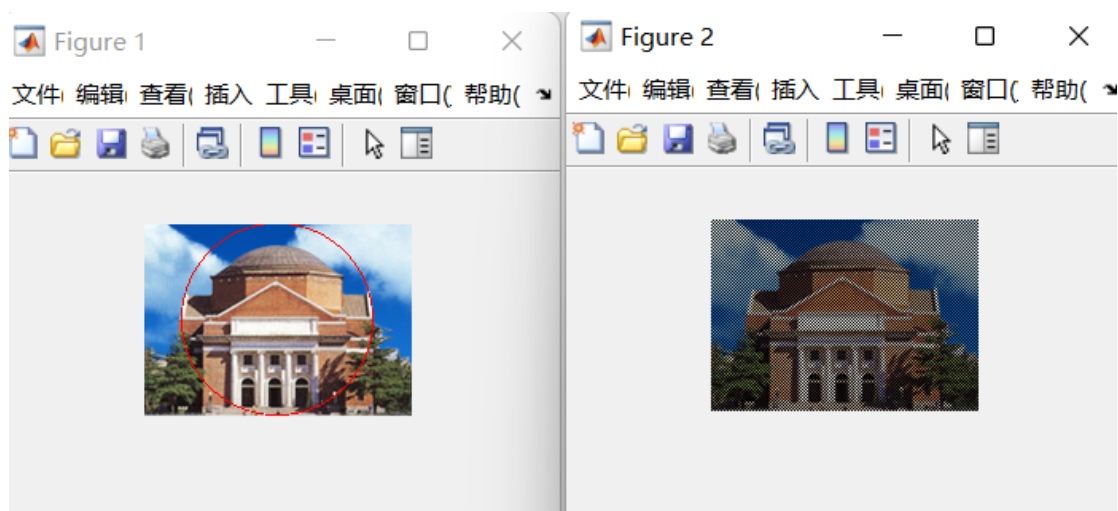 Figure 1
文件( 编辑( 查看( 插入 工具( 桌面( 窗口( 帮助(
Figure 2
文件( 编辑( 查看( 插入 工具( 桌面( 窗口( 帮助(